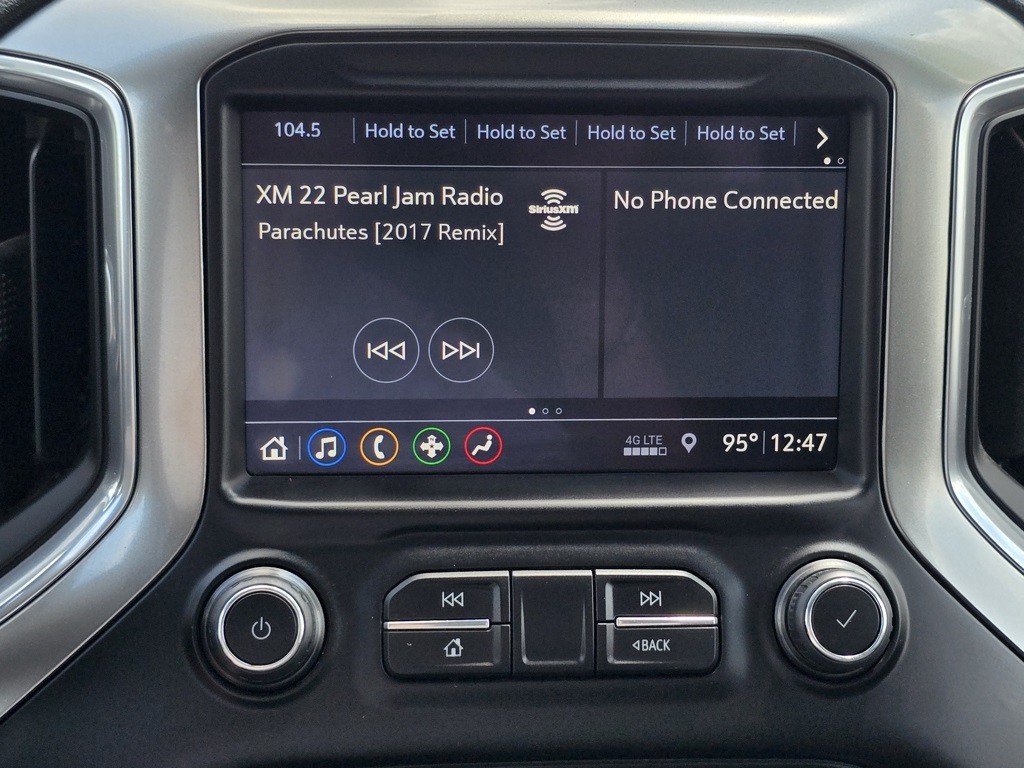 104.5 Hold to Set Hold to Set Hold to Set Hold to Set
XM 22 Pearl Jam Radio
SiriusXM
No Phone Connected
Parachutes [2017 Remix]
4G LTE
95° 12:47
BACK